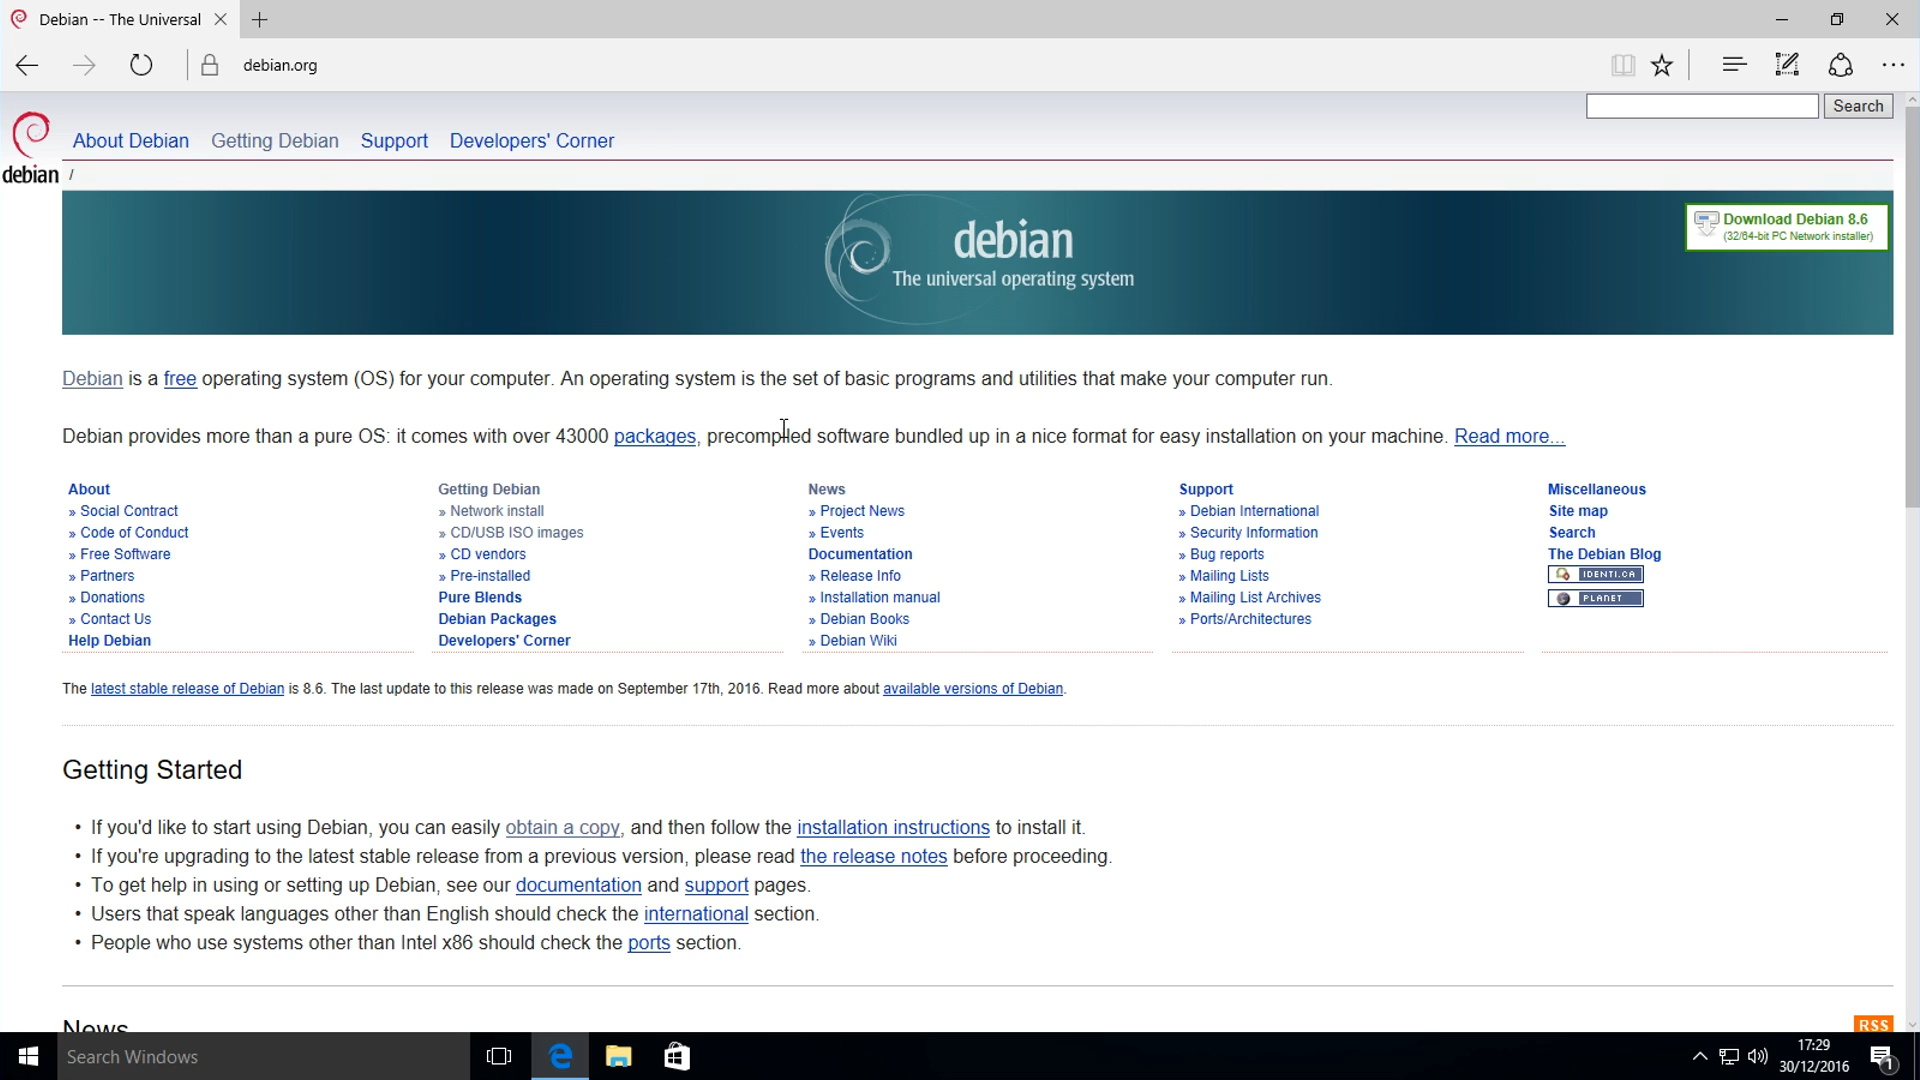 Debian -- The Universal
debian.org
Search
About Debian Getting Debian Support Developers' Corner
debian /
debian
The universal operating system
Download Debian 8.6
(32/64-bit PC Network installer)
Debian is a free operating system (OS) for your computer. An operating system is the set of basic programs and utilities that make your computer run.
Debian provides more than a pure OS: it comes with over 43000 packages, precompiled software bundled up in a nice format for easy installation on your machine. Read more...
About
» Social Contract
» Code of Conduct
» Free Software
» Partners
» Donations
» Contact Us
Help Debian
Getting Debian
» Network install
» CD/USB ISO images
» CD vendors
» Pre-installed
Pure Blends
Debian Packages
Developers' Corner
News
» Project News
» Events
Documentation
» Release Info
» Installation manual
» Debian Books
» Debian Wiki
Support
» Debian International
» Security Information
» Bug reports
» Mailing Lists
» Mailing List Archives
» Ports/Architectures
Miscellaneous
Site map
Search
The Debian Blog
IDENTI.CA
PLANET
The latest stable release of Debian is 8.6. The last update to this release was made on September 17th, 2016. Read more about available versions of Debian.
Getting Started
• If you'd like to start using Debian, you can easily obtain a copy, and then follow the installation instructions to install it.
• If you're upgrading to the latest stable release from a previous version, please read the release notes before proceeding.
• To get help in using or setting up Debian, see our documentation and support pages.
• Users that speak languages other than English should check the international section.
• People who use systems other than Intel x86 should check the ports section.
News
RSS
Search Windows
17:29
30/12/2016
1